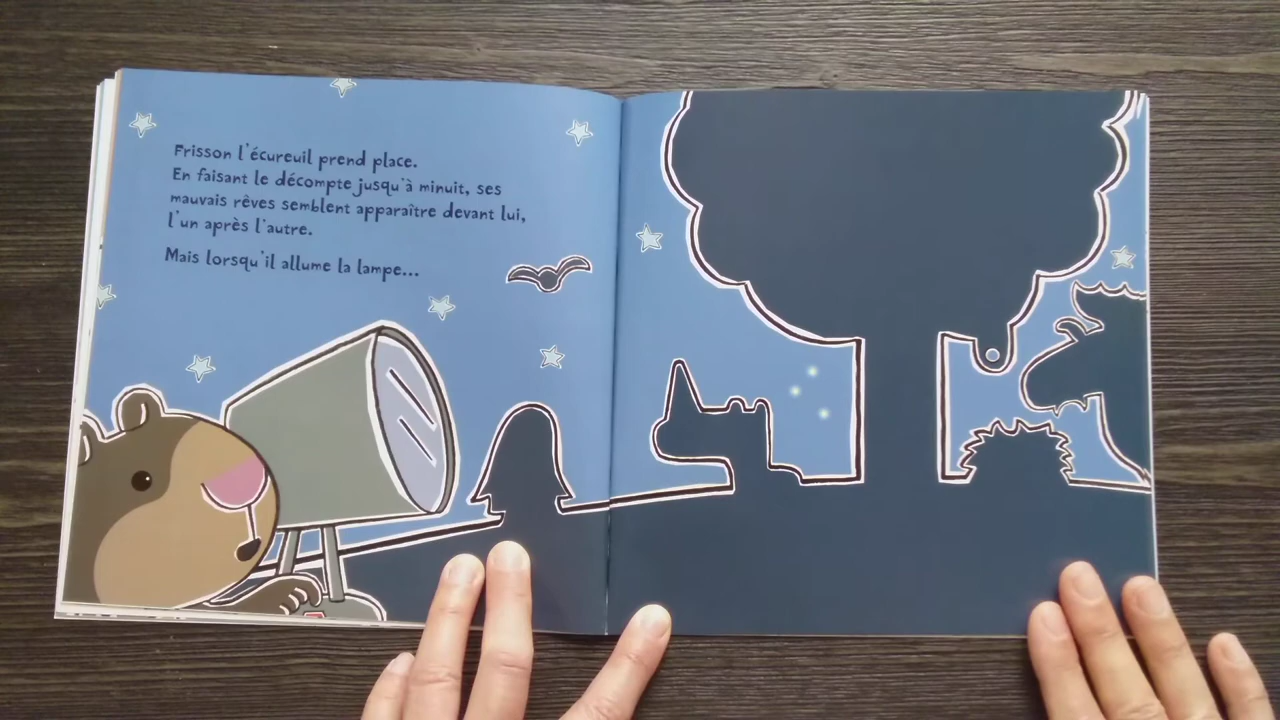 Frisson l'écureuil prend place.
En faisant le décompte jusqu'à minuit, ses
mauvais rêves semblent apparaître devant lui,
l'un après l'autre.
Mais lorsqu'il allume la lampe...